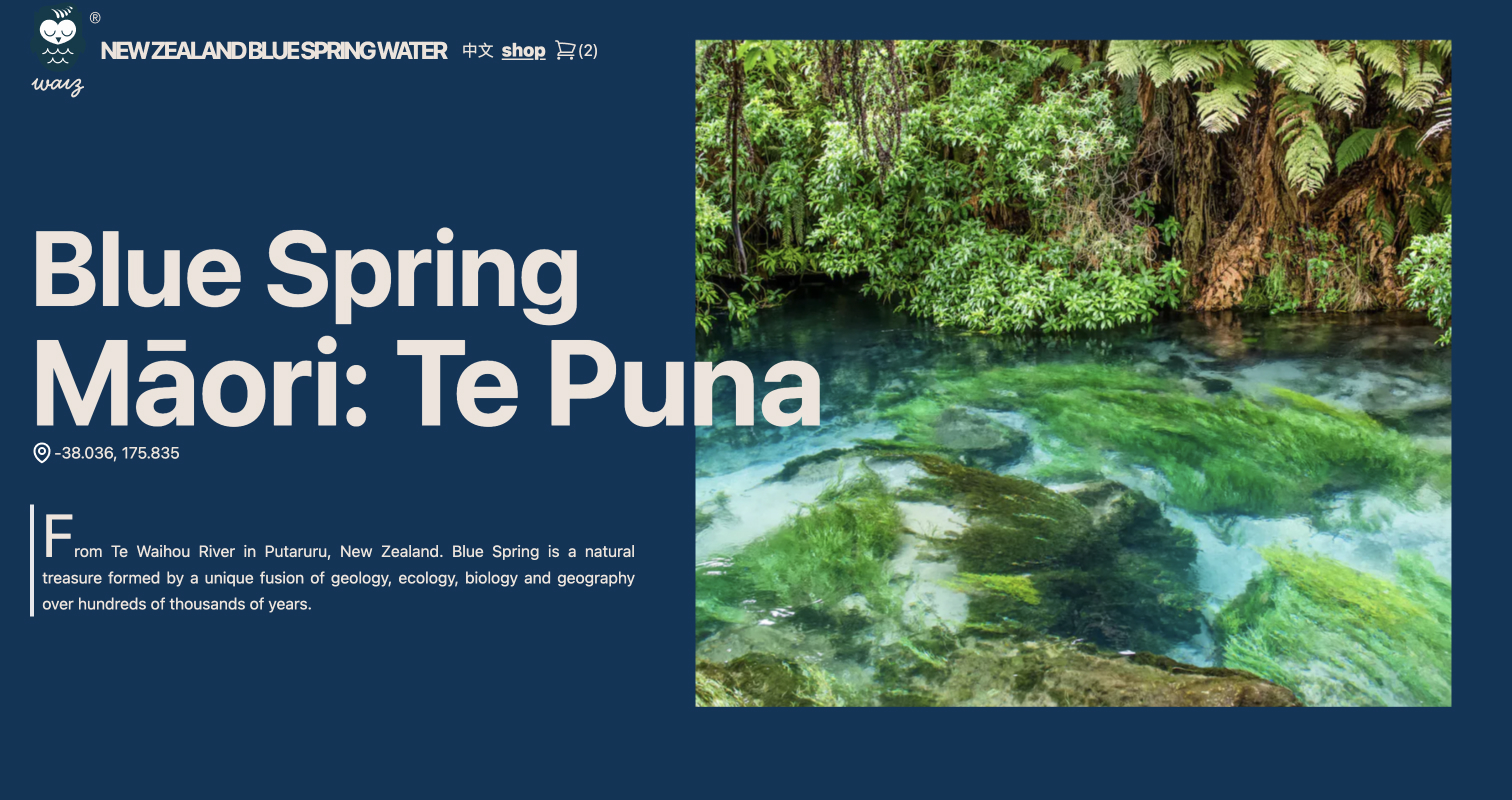 ®
waiz
NEW ZEALAND BLUE SPRING WATER 中文 shop (2)
Blue Spring
Māori: Te Puna
-38.036, 175.835
From Te Waihou River in Putaruru, New Zealand. Blue Spring is a natural
treasure formed by a unique fusion of geology, ecology, biology and geography
over hundreds of thousands of years.